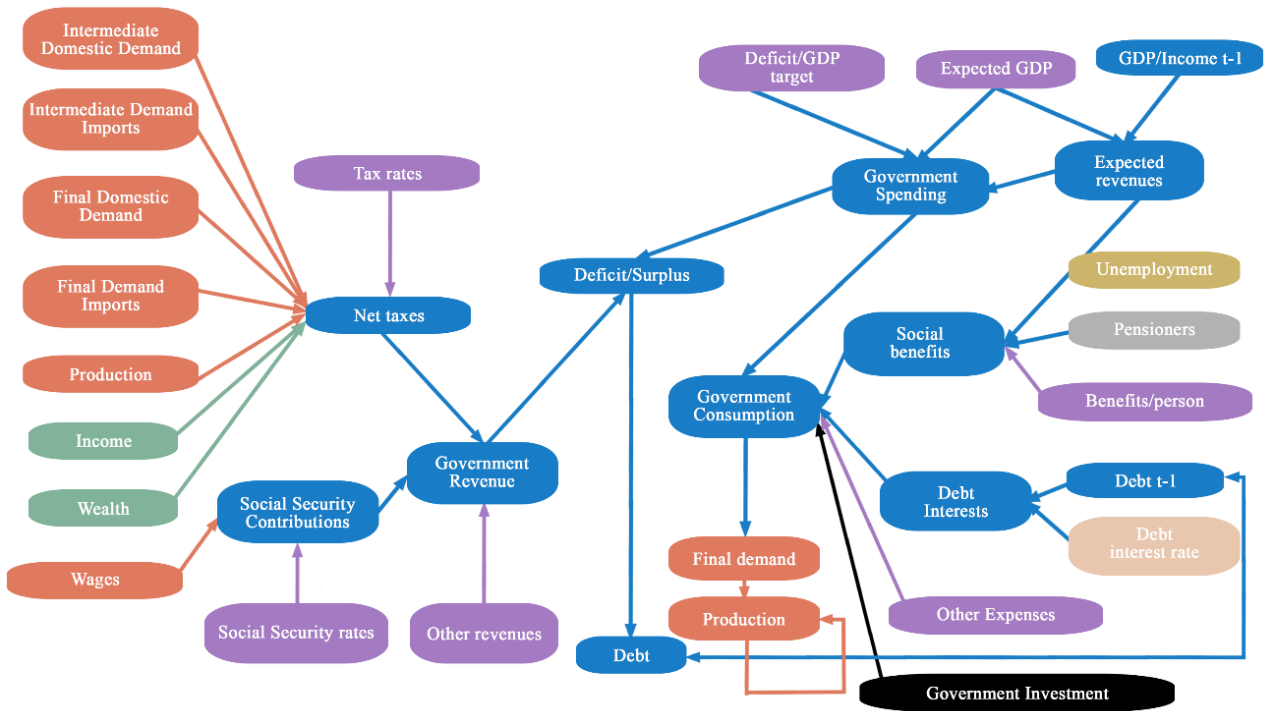 Intermediate
Domestic Demand
Intermediate Demand
Imports
Final Domestic
Demand
Final Demand
Imports
Production
Income
Wealth
Wages
Tax rates
Net taxes
Social Security
Contributions
Government
Revenue
Social Security rates
Other revenues
Deficit/GDP
target
Expected GDP
GDP/Income t-1
Government
Spending
Expected
revenues
Deficit/Surplus
Unemployment
Social
benefits
Pensioners
Government
Consumption
Benefits/person
Debt
Interests
Debt t-1
Debt
interest rate
Final demand
Production
Other Expenses
Debt
Government Investment